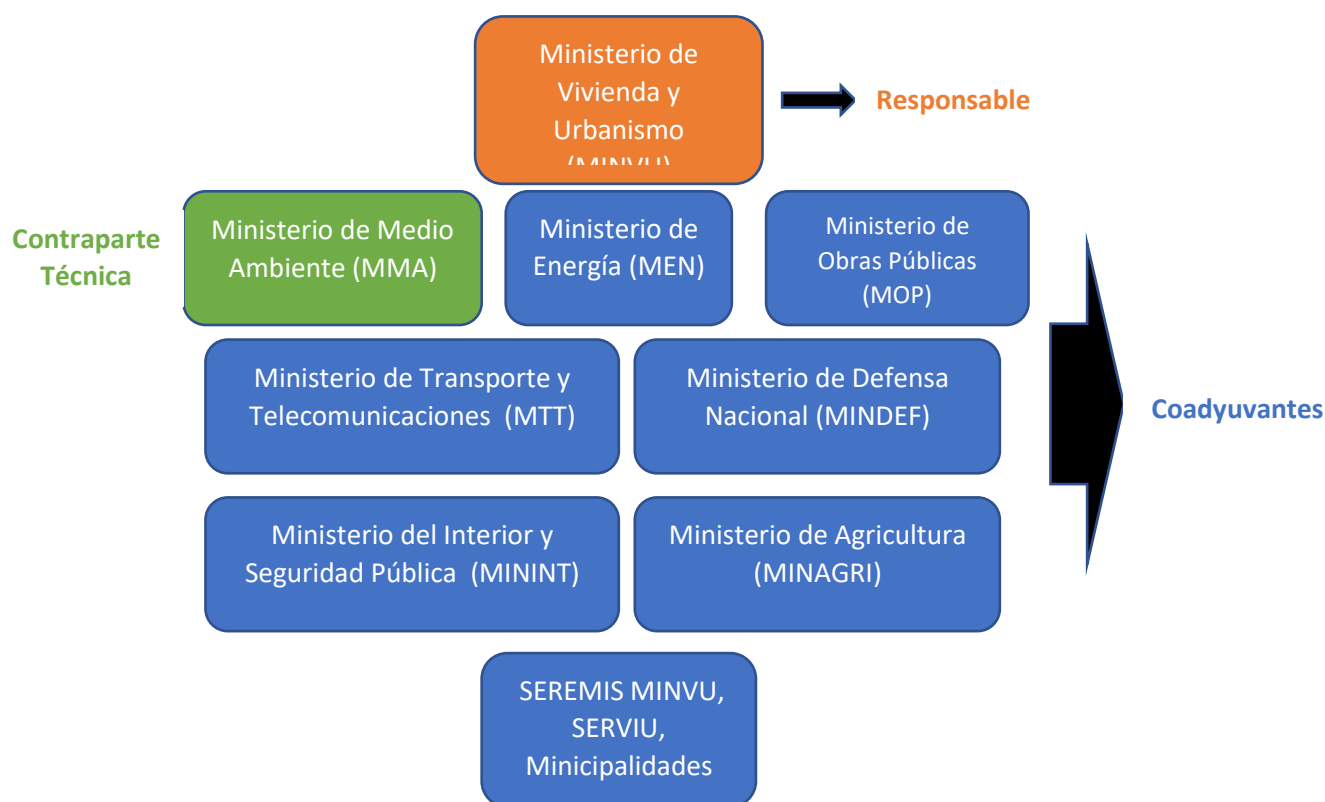 Ministerio de
Vivienda y
Urbanismo
(MINVU)
Responsable
Contraparte
Técnica
Ministerio de Medio
Ambiente (MMA)
Ministerio de
Energía (MEN)
Ministerio de
Obras Públicas
(MOP)
Ministerio de Transporte y
Telecomunicaciones (MTT)
Ministerio de Defensa
Nacional (MINDEF)
Coadyuvantes
Ministerio del Interior y
Seguridad Pública (MININT)
Ministerio de Agricultura
(MINAGRI)
SEREMIS MINVU,
SERVIU,
Minicipalidades